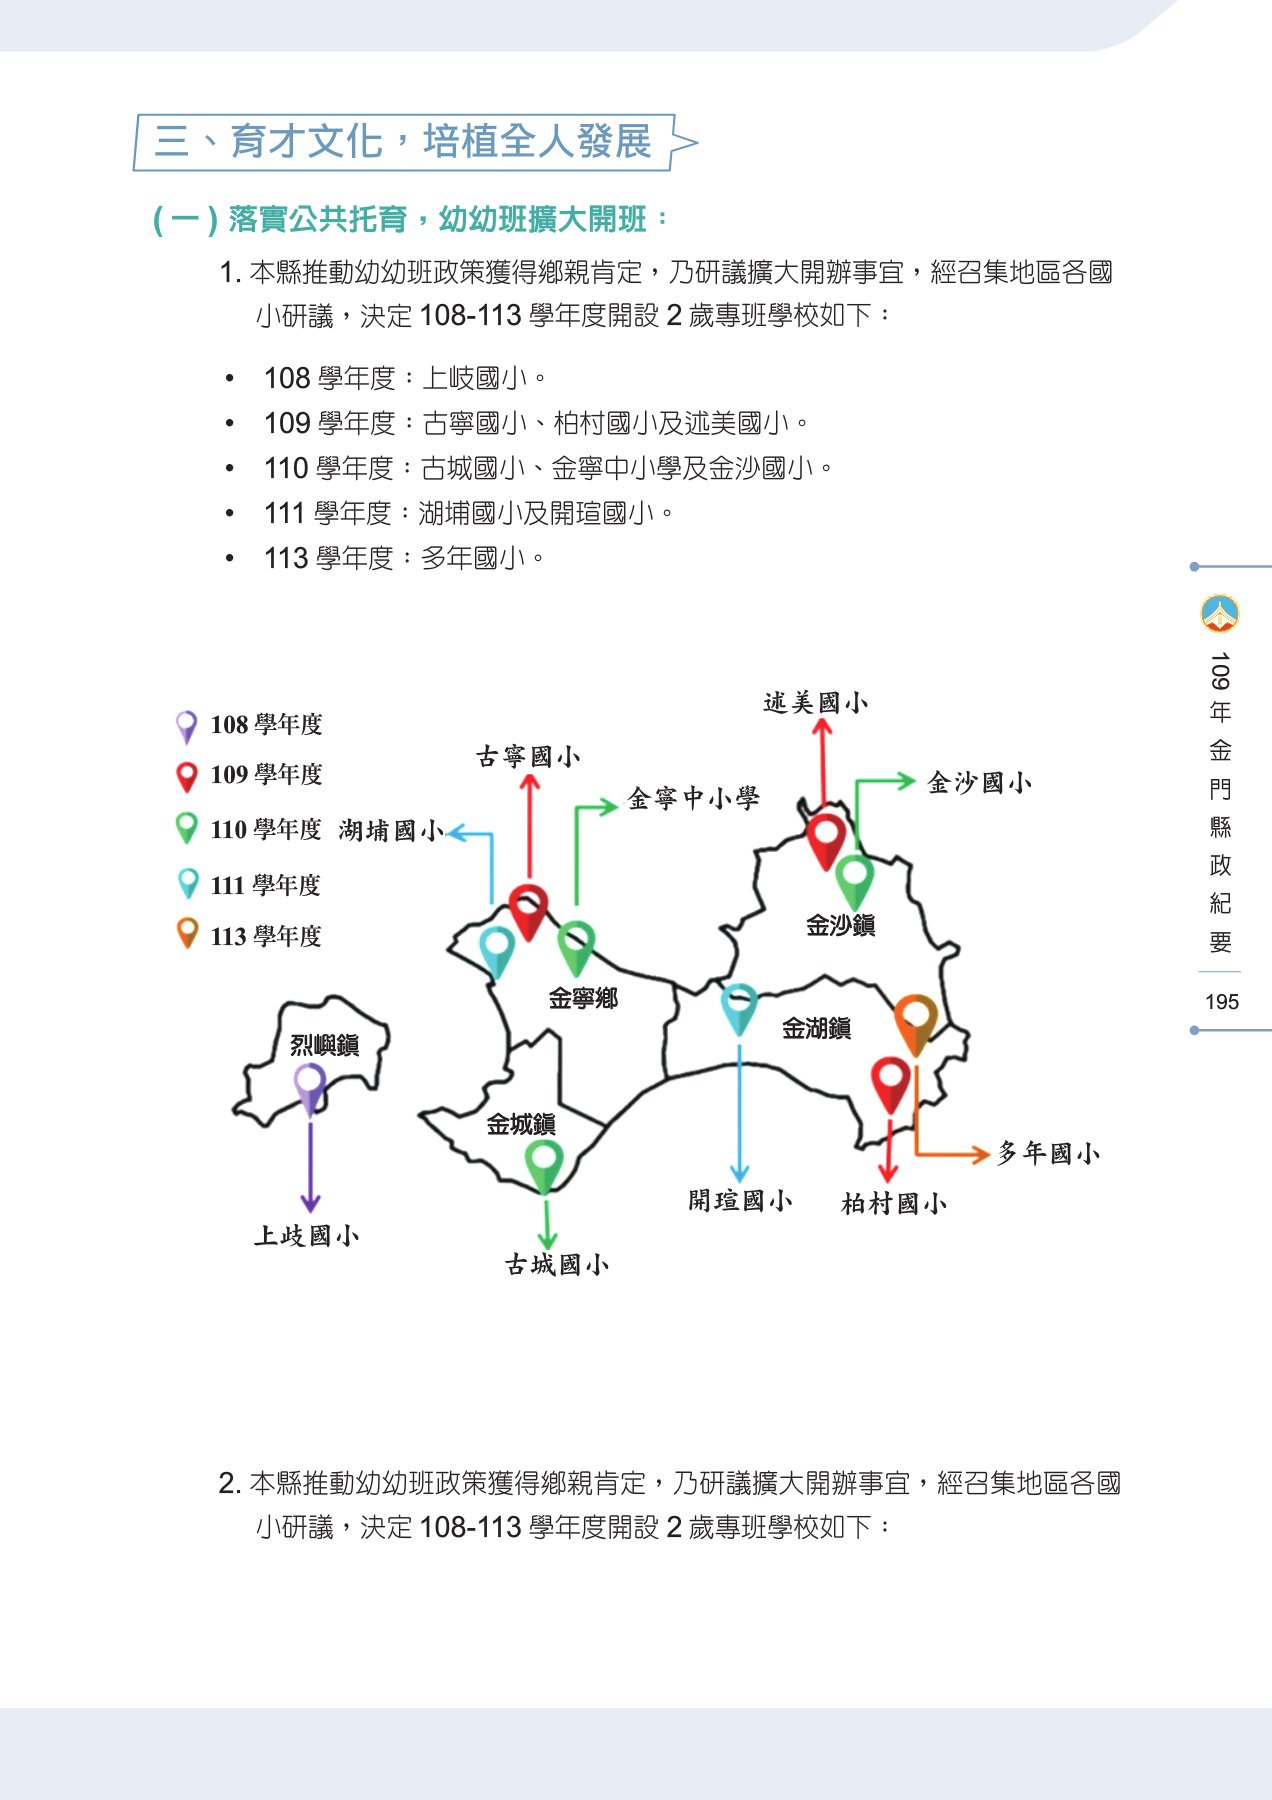 三、育才文化，培植全人發展
( 一 ) 落實公共托育，幼幼班擴大開班：
1. 本縣推動幼幼班政策獲得鄉親肯定，乃研議擴大開辦事宜，經召集地區各國
小研議，決定 108-113 學年度開設 2 歲專班學校如下：
• 108 學年度：上岐國小。
• 109 學年度：古寧國小、柏村國小及述美國小。
• 110 學年度：古城國小、金寧中小學及金沙國小。
• 111 學年度：湖埔國小及開瑄國小。
• 113 學年度：多年國小。
108 學年度
109 學年度
110 學年度
111 學年度
113 學年度
述美國小
古寧國小
金沙國小
金寧中小學
湖埔國小
金沙鎮
金寧鄉
金湖鎮
烈嶼鎮
金城鎮
多年國小
開瑄國小
柏村國小
上歧國小
古城國小
2. 本縣推動幼幼班政策獲得鄉親肯定，乃研議擴大開辦事宜，經召集地區各國
小研議，決定 108-113 學年度開設 2 歲專班學校如下：
109年金門縣政紀要
195